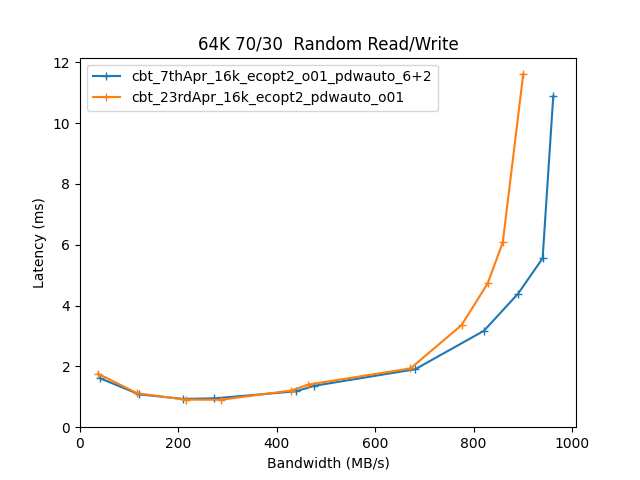 64K 70/30  Random Read/Write
cbt_7thApr_16k_ecopt2_o01_pdwauto_6+2
cbt_23rdApr_16k_ecopt2_pdwauto_o01
12
10
8
6
4
2
0
Latency (ms)
0 200 400 600 800 1000
Bandwidth (MB/s)